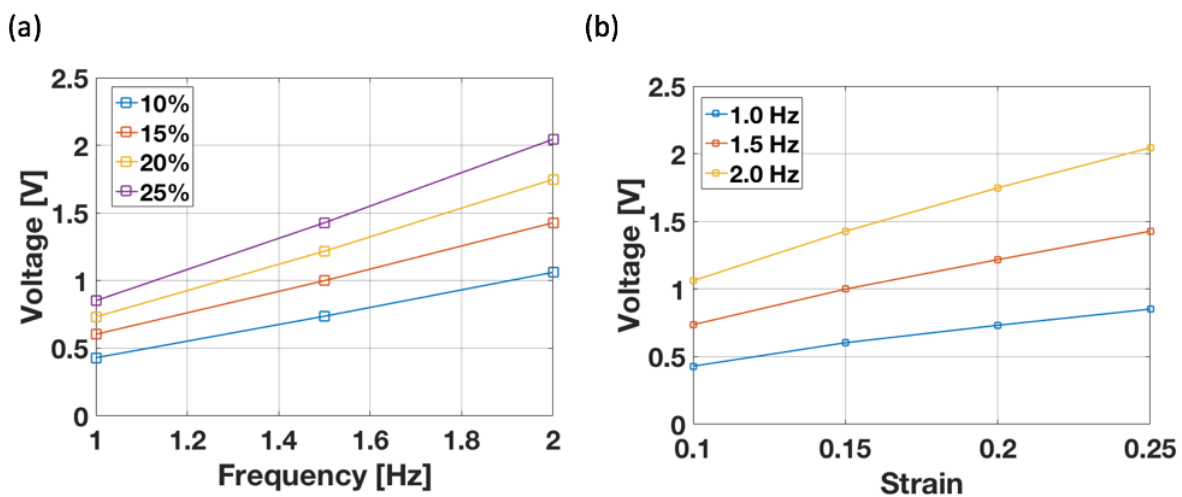 (a)
2.5
2
1.5
1
0.5
0
Voltage [V]
10%
15%
20%
25%
1 1.2 1.4 1.6 1.8 2
Frequency [Hz]
(b)
2.5
2
1.5
1
0.5
0
Voltage [V]
1.0 Hz
1.5 Hz
2.0 Hz
0.1 0.15 0.2 0.25
Strain